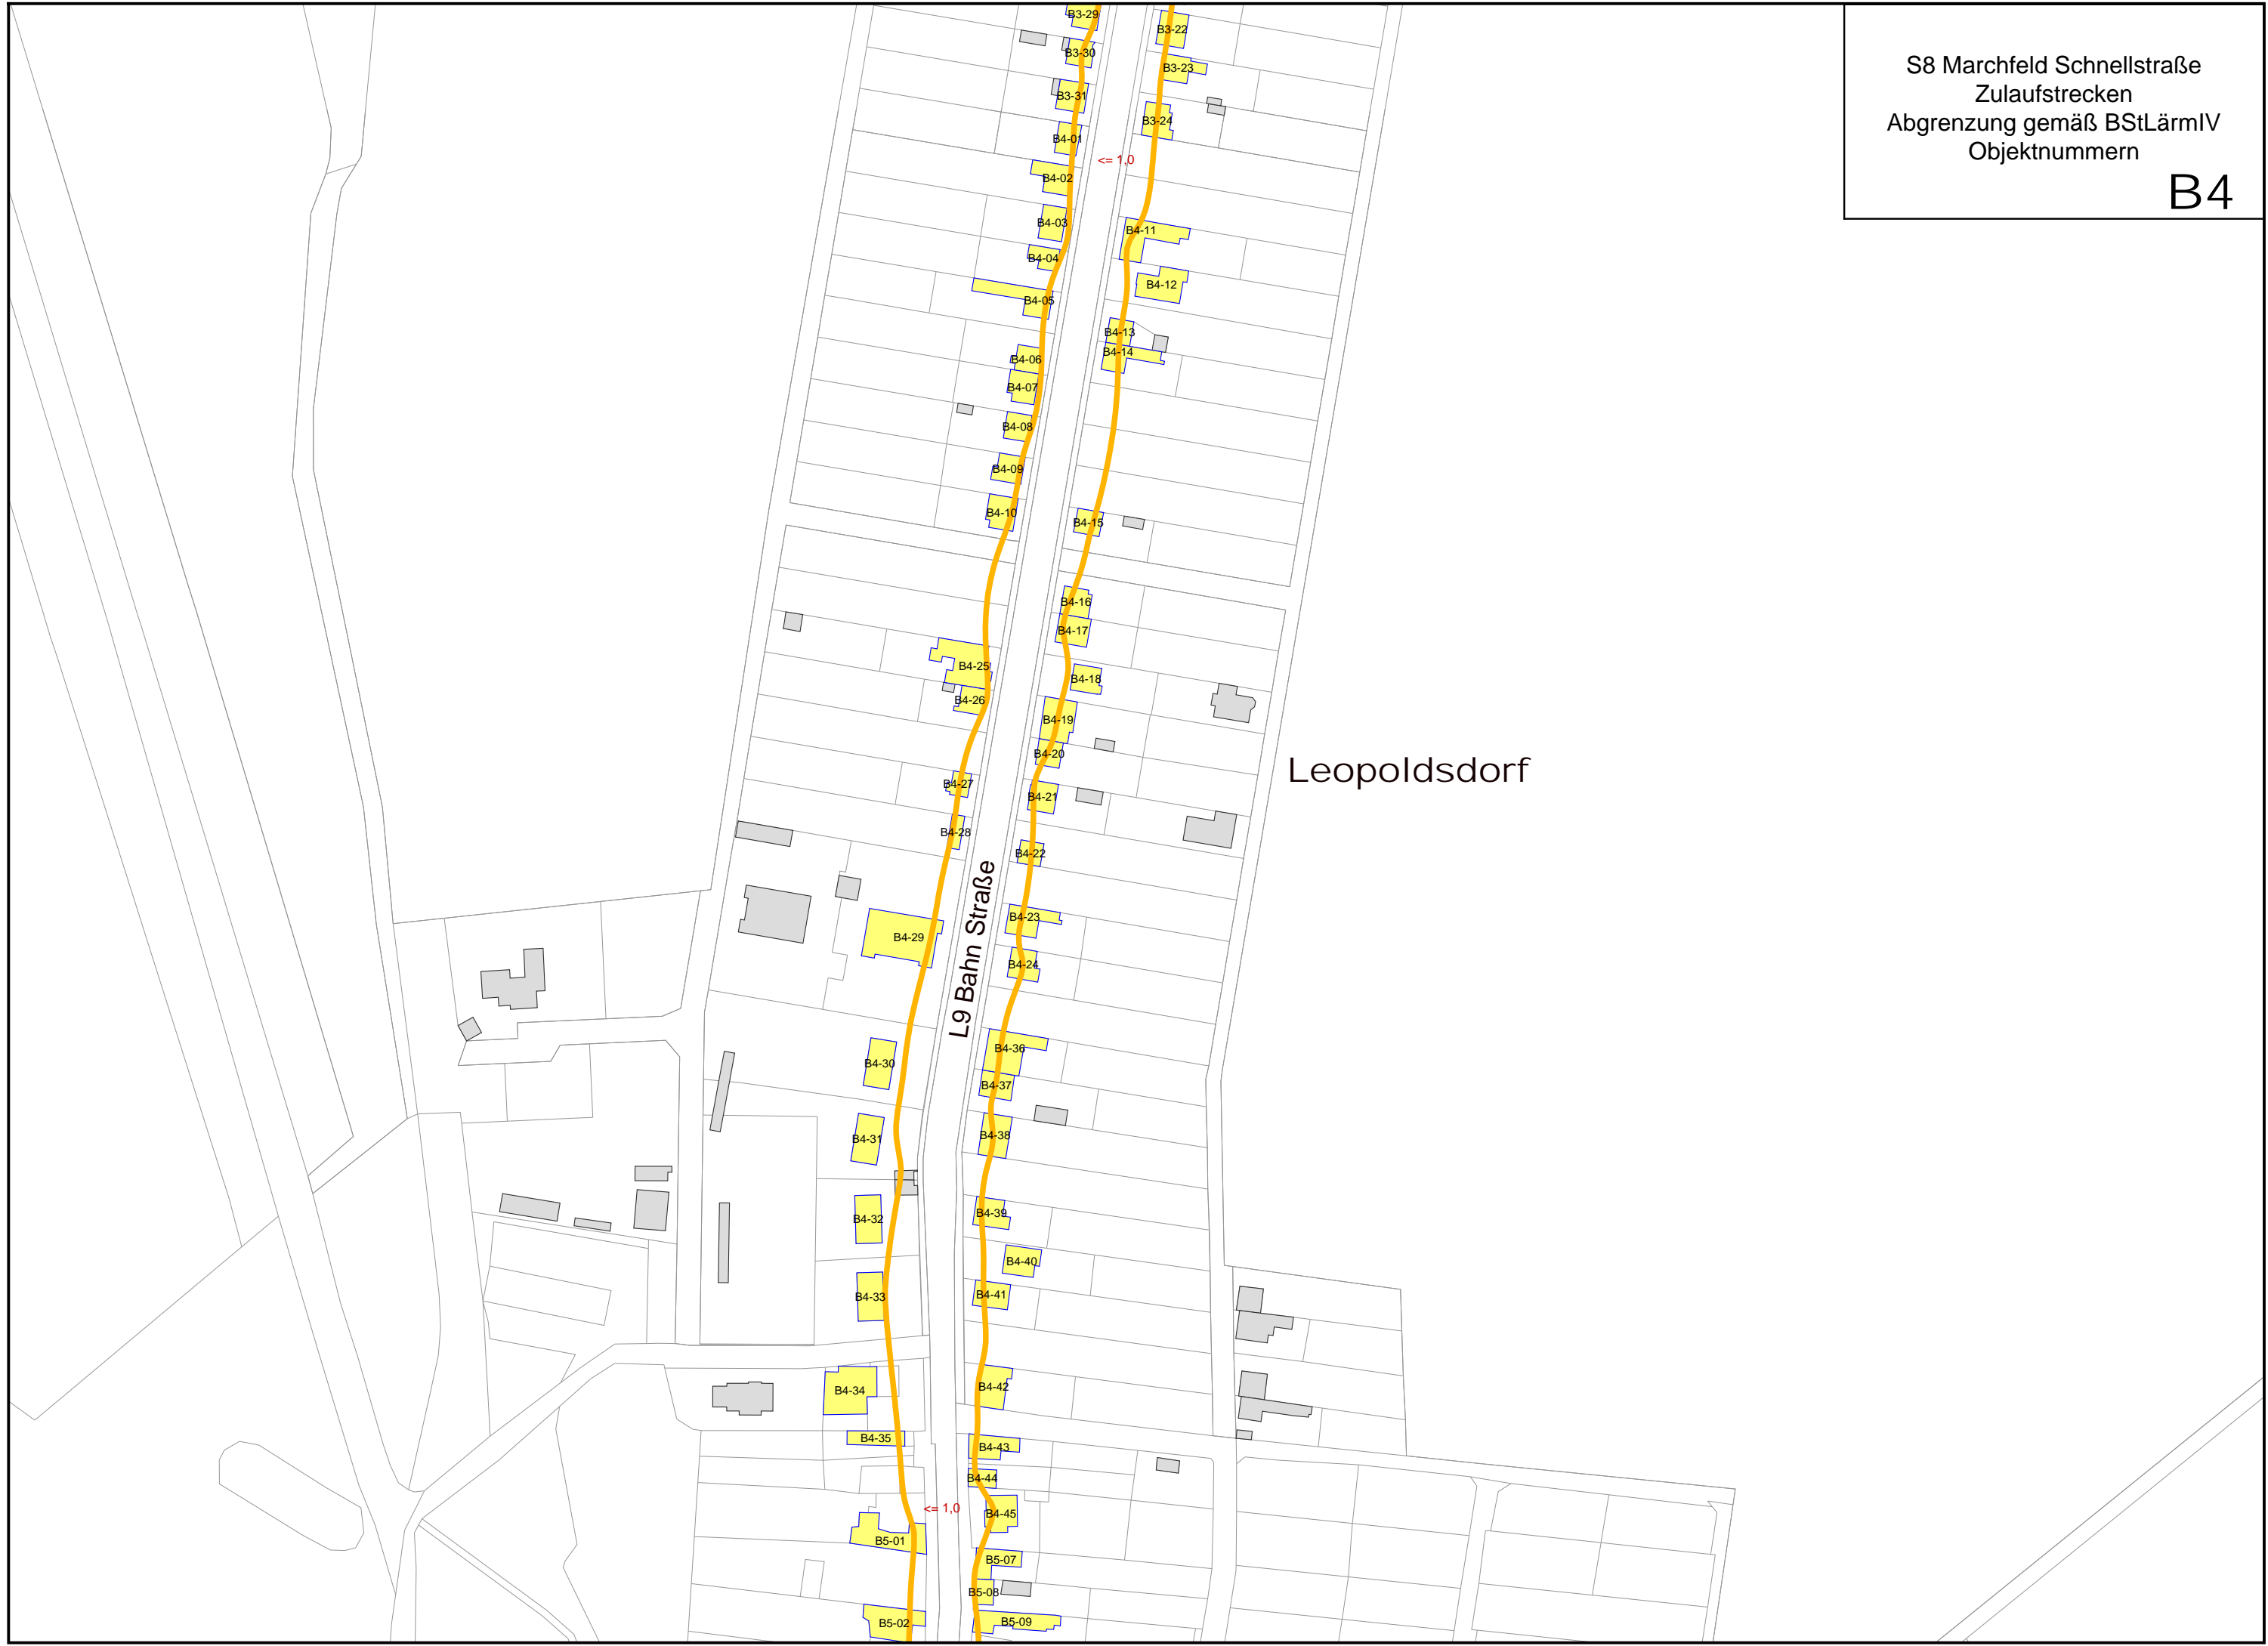 S8 Marchfeld Schnellstraße
Zulaufstrecken
Abgrenzung gemäß BStLärmIV
Objektnummern
B4
B3-29
B3-22
B3-30
B3-23
B3-31
B3-24
B4-01
<= 1,0
B4-02
B4-03
B4-11
B4-04
B4-12
B4-05
B4-13
B4-14
B4-06
B4-07
B4-08
B4-09
B4-10
B4-15
B4-16
B4-17
B4-25
B4-18
B4-26
B4-19
B4-20
Leopoldsdorf
B4-27
B4-21
B4-28
B4-22
L9 Bahn Straße
B4-23
B4-29
B4-24
B4-36
B4-30
B4-37
B4-38
B4-31
B4-39
B4-32
B4-40
B4-41
B4-33
B4-42
B4-34
B4-35
B4-43
B4-44
<= 1,0
B4-45
B5-01
B5-07
B5-08
B5-09
B5-02